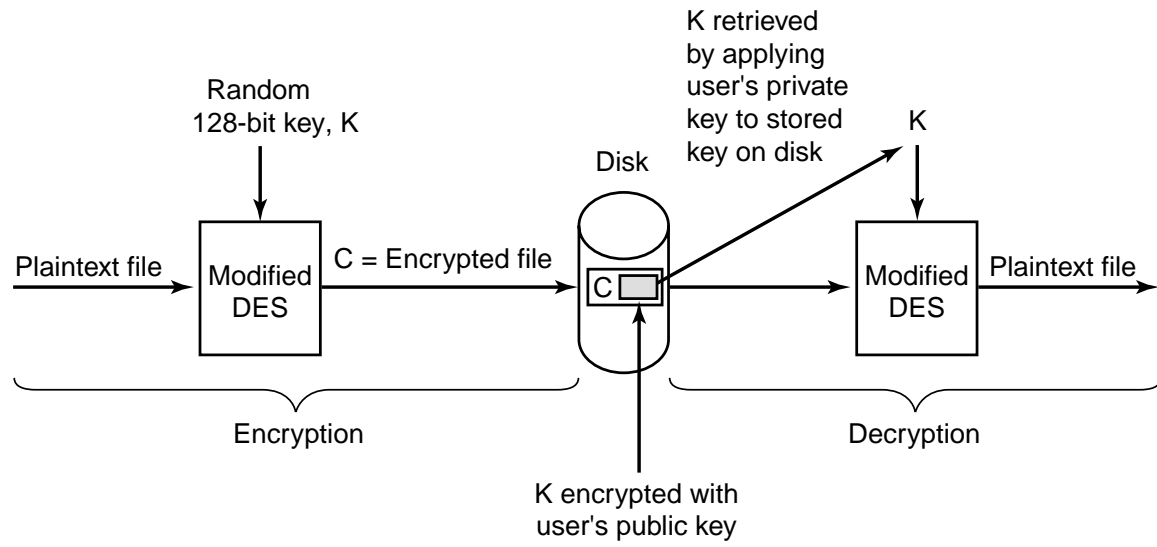 K retrieved
by applying
user's private
key to stored
key on disk
Random
128-bit key, K
K
Disk
Plaintext file
Modified
DES
C = Encrypted file
C
Modified
DES
Plaintext file
Encryption
Decryption
K encrypted with
user's public key